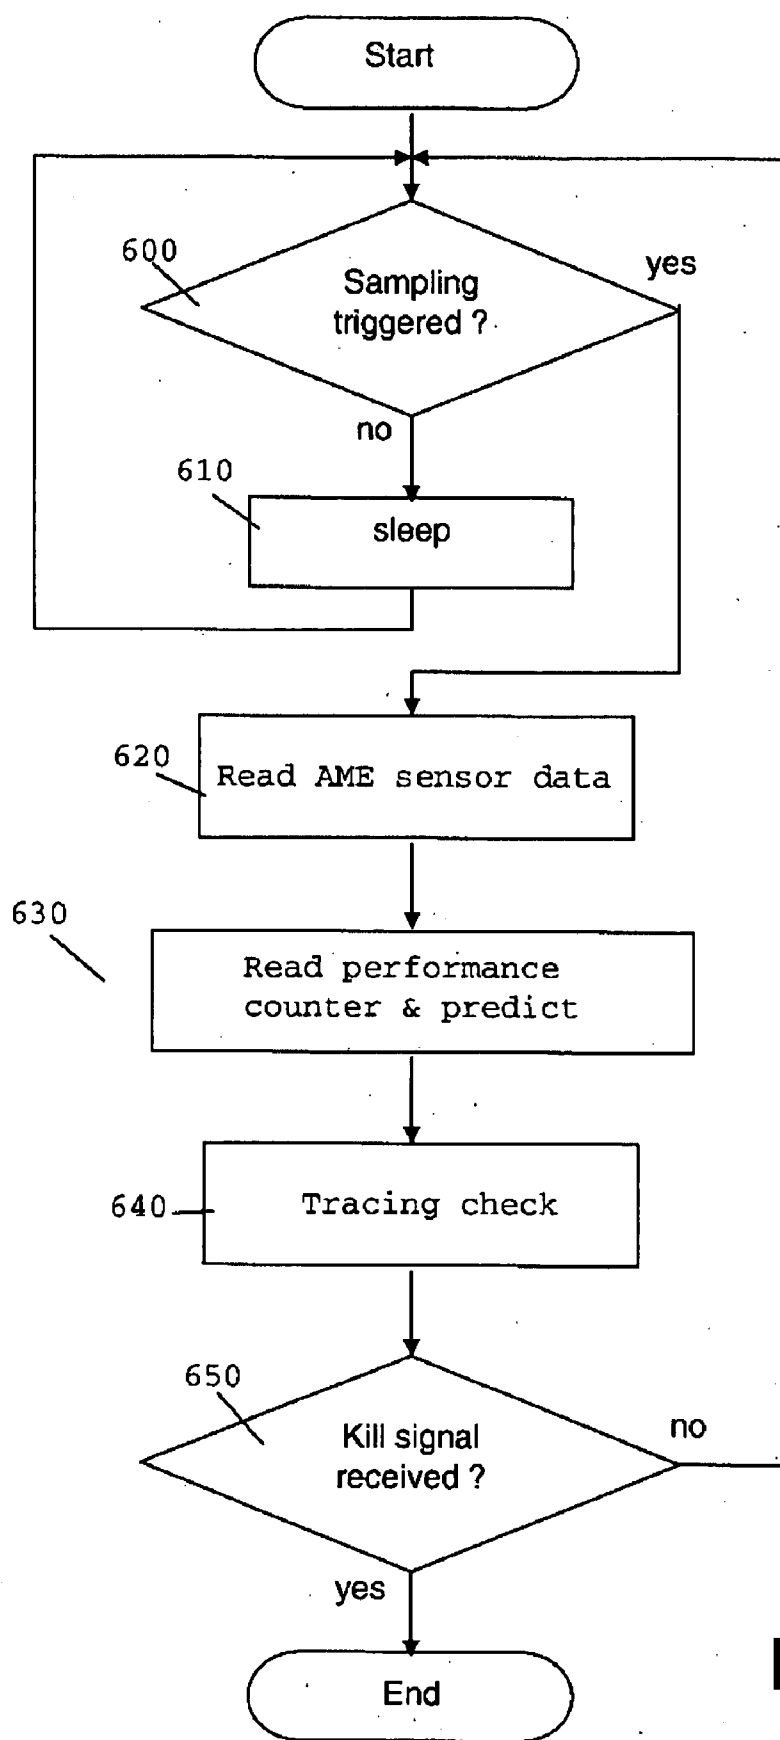 Start
600
Sampling
triggered ?
yes
no
610
sleep
620
Read AME sensor data
630
Read performance
counter & predict
640
Tracing check
650
Kill signal
received ?
no
yes
End